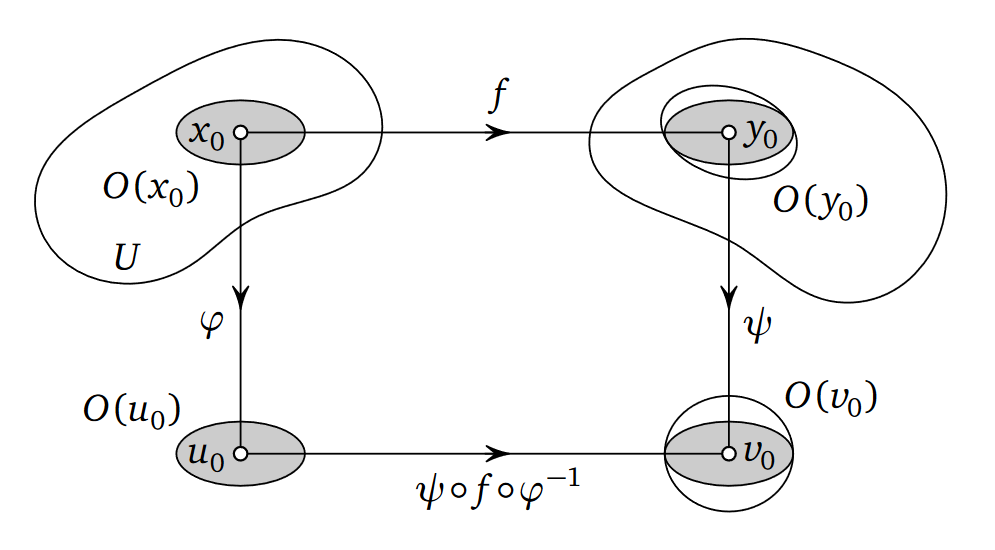 f
x₀ y₀
O(x₀) O(y₀)
U
φ ψ
O(u₀) O(v₀)
u₀ v₀
ψ∘f∘φ⁻¹